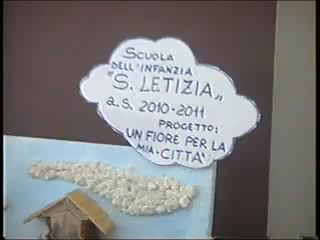 SCUOLA
DELL'INFANZIA
"S. LETIZIA"
a.s. 2010-2011
PROGETTO:
UN FIORE PER LA
MIA CITTA'